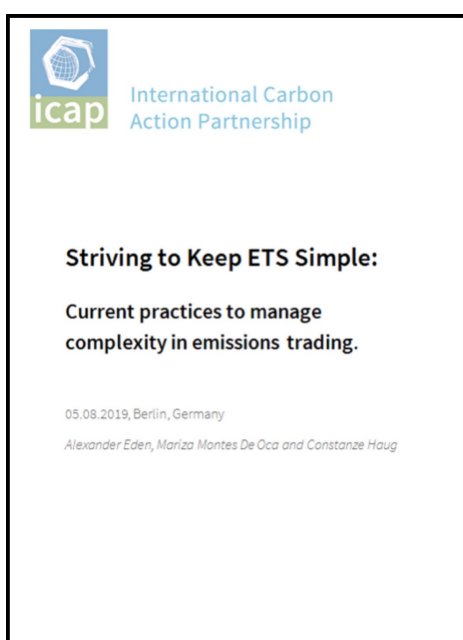 icap
International Carbon
Action Partnership
Striving to Keep ETS Simple:
Current practices to manage
complexity in emissions trading.
05.08.2019, Berlin, Germany
Alexander Eden, Mariza Montes De Oca and Constanze Haug